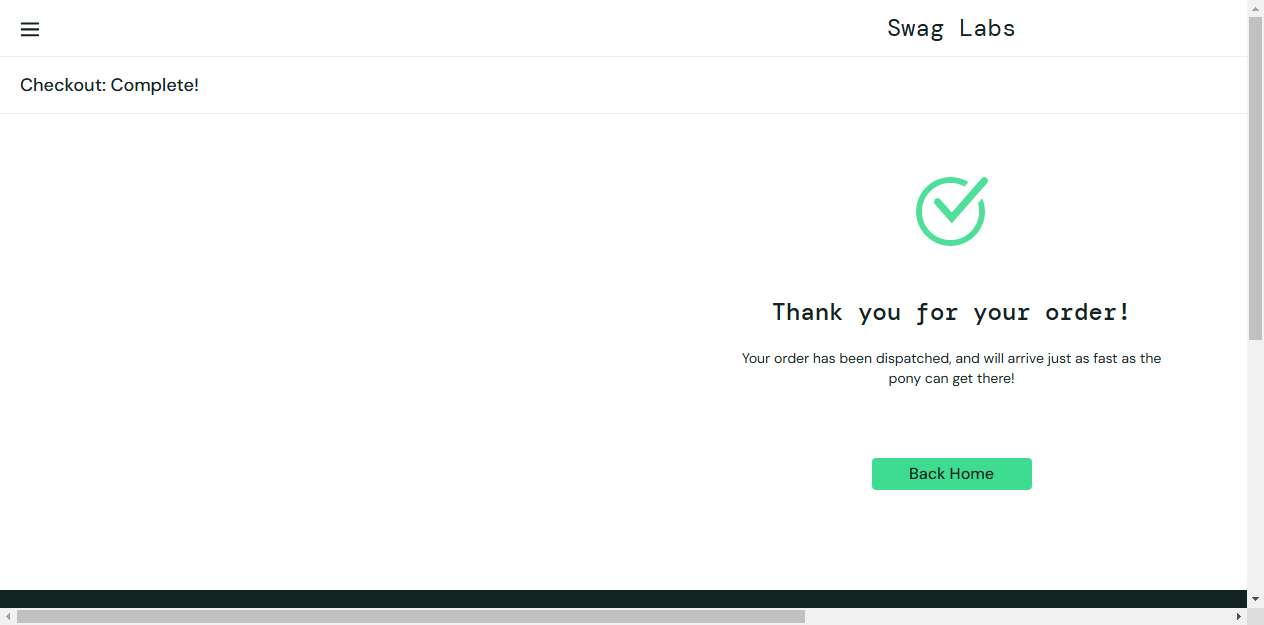 Swag Labs
Checkout: Complete!
Thank you for your order!
Your order has been dispatched, and will arrive just as fast as the
pony can get there!
Back Home